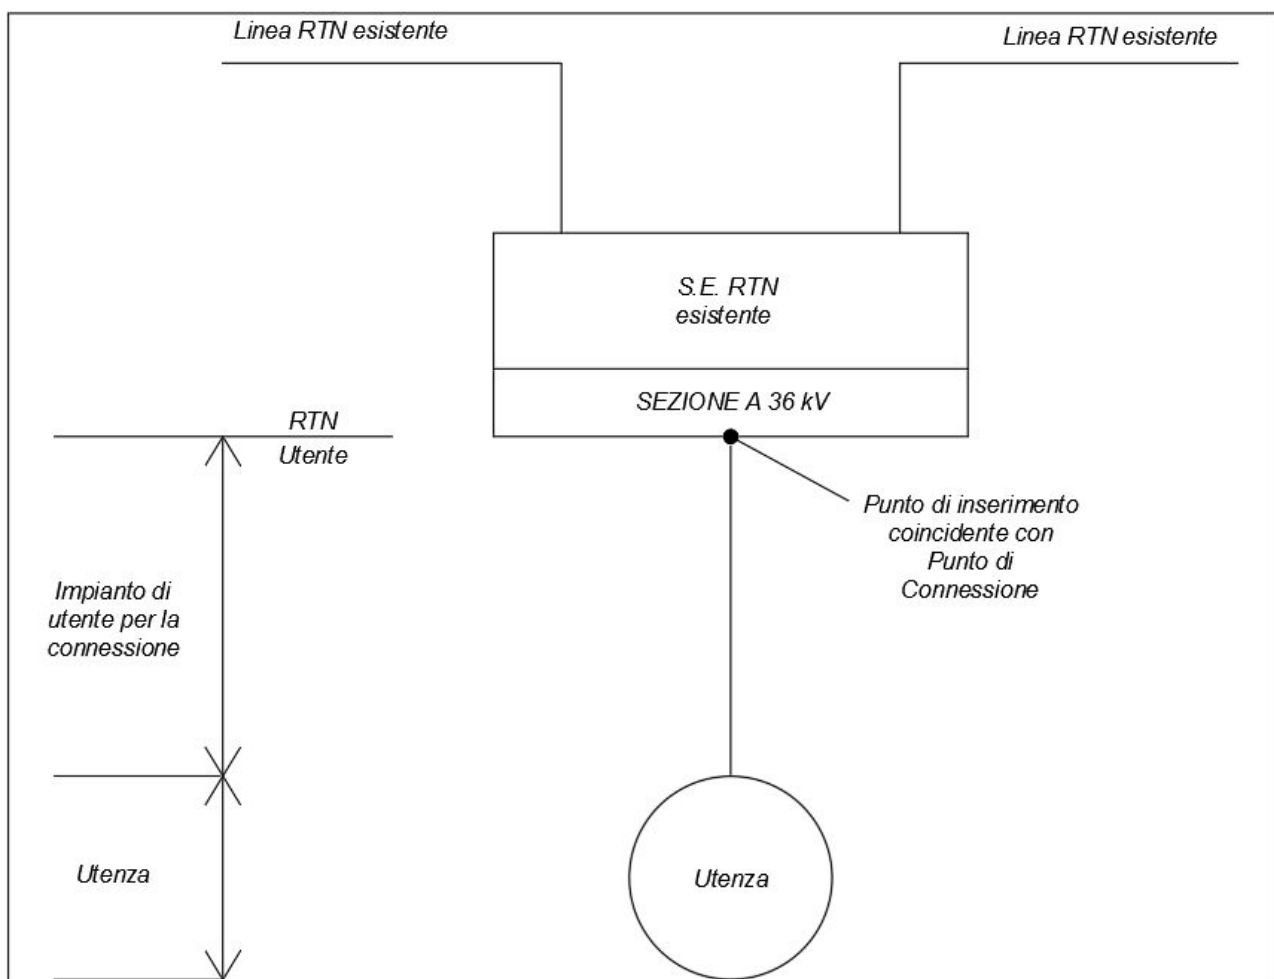 Linea RTN esistente
Linea RTN esistente
S.E. RTN
esistente
SEZIONE A 36 kV
RTN
Utente
Punto di inserimento
coincidente con
Punto di
Connessione
Impianto di
utente per la
connessione
Utenza
Utenza